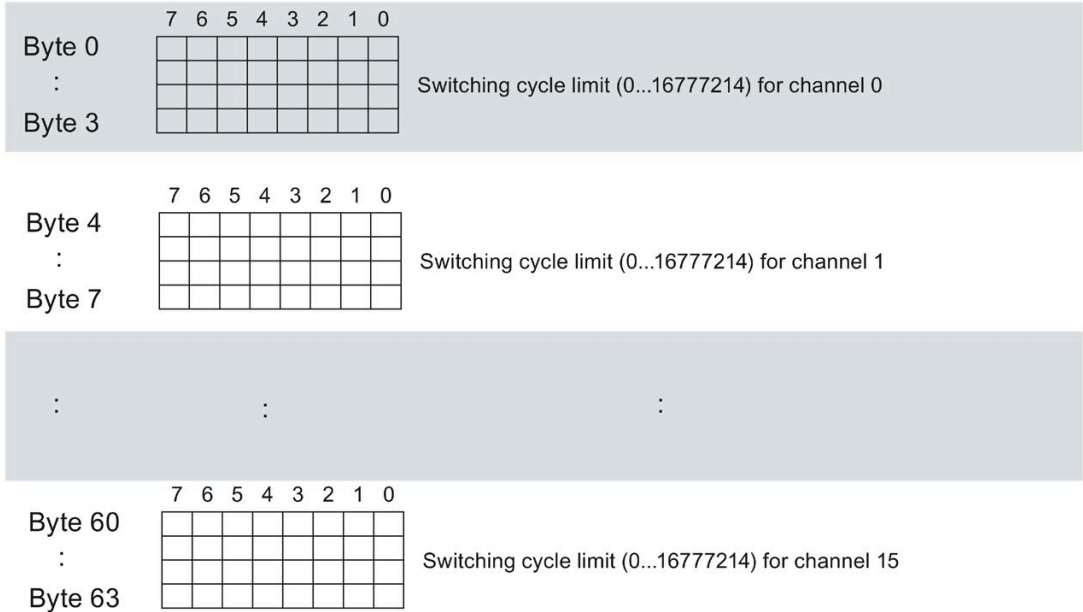 7 6 5 4 3 2 1 0
Byte 0
:
Switching cycle limit (0...16777214) for channel 0
Byte 3
7 6 5 4 3 2 1 0
Byte 4
:
Switching cycle limit (0...16777214) for channel 1
Byte 7
: : :
7 6 5 4 3 2 1 0
Byte 60
:
Switching cycle limit (0...16777214) for channel 15
Byte 63